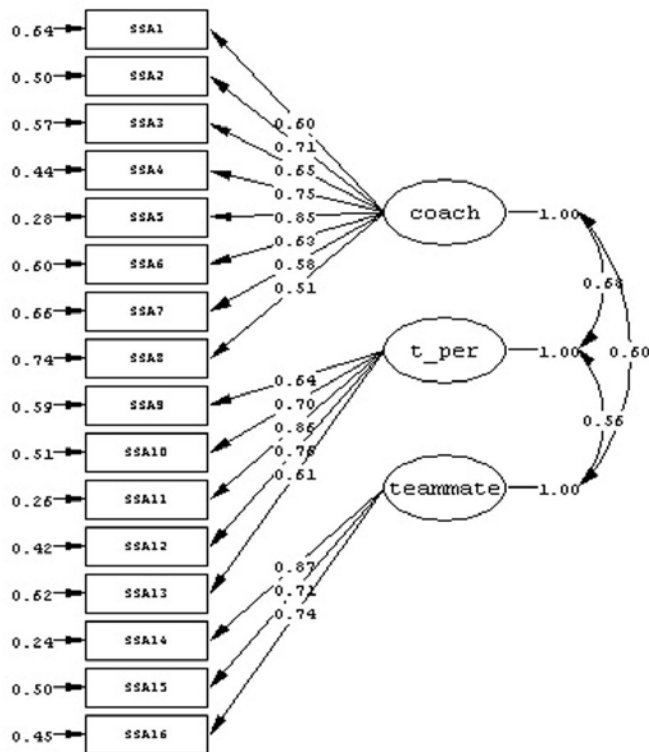 0.64 SSA1
0.50 SSA2
0.57 SSA3
0.44 SSA4
0.28 SSA5
0.60 SSA6
0.66 SSA7
0.74 SSA8
0.59 SSA9
0.51 SSA10
0.26 SSA11
0.42 SSA12
0.62 SSA13
0.24 SSA14
0.50 SSA15
0.45 SSA16
0.60
0.71
0.65
0.75
0.85
0.63
0.58
0.51
0.64
0.70
0.86
0.76
0.61
0.87
0.71
0.74
coach 1.00
t_per 1.00
teammate 1.00
0.68
0.60
0.56